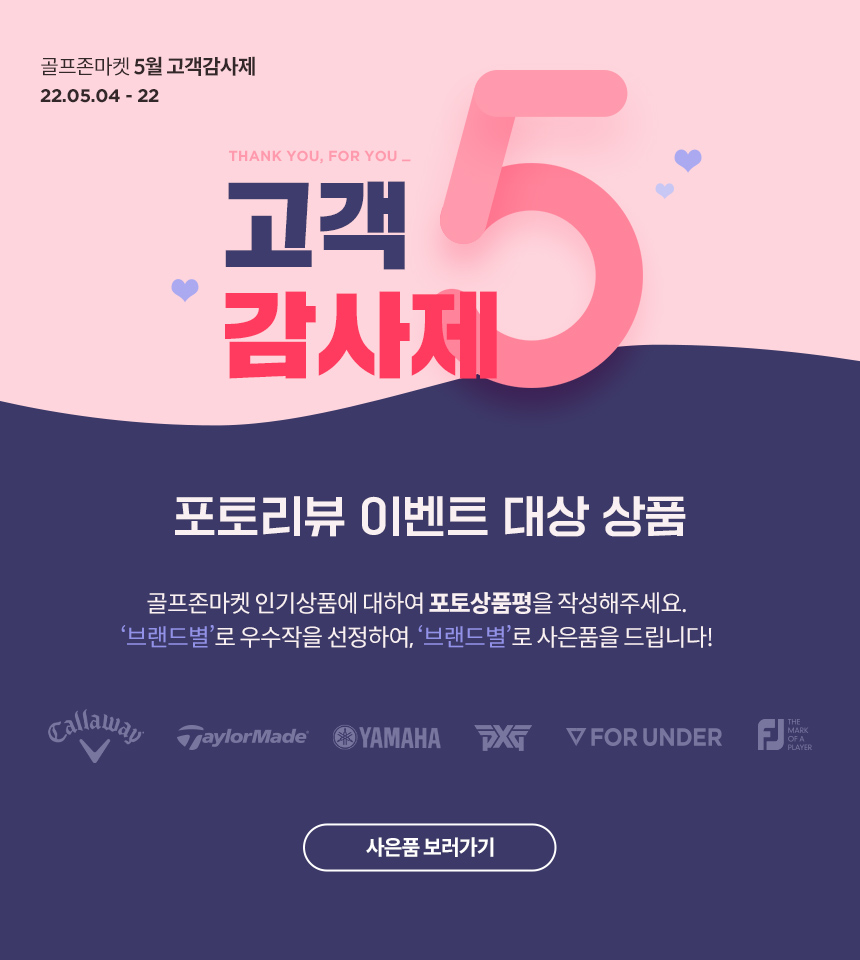 골프존마켓 5월 고객감사제
22.05.04 - 22
THANK YOU, FOR YOU _
고객
감사제
5
포토리뷰 이벤트 대상 상품
골프존마켓 인기상품에 대하여 포토상품평을 작성해주세요.
‘브랜드별’로 우수작을 선정하여, ‘브랜드별’로 사은품을 드립니다!
Callaway
TaylorMade
YAMAHA
PXG
FOR UNDER
FJ
THE
MARK
OF A
PLAYER
사은품 보러가기